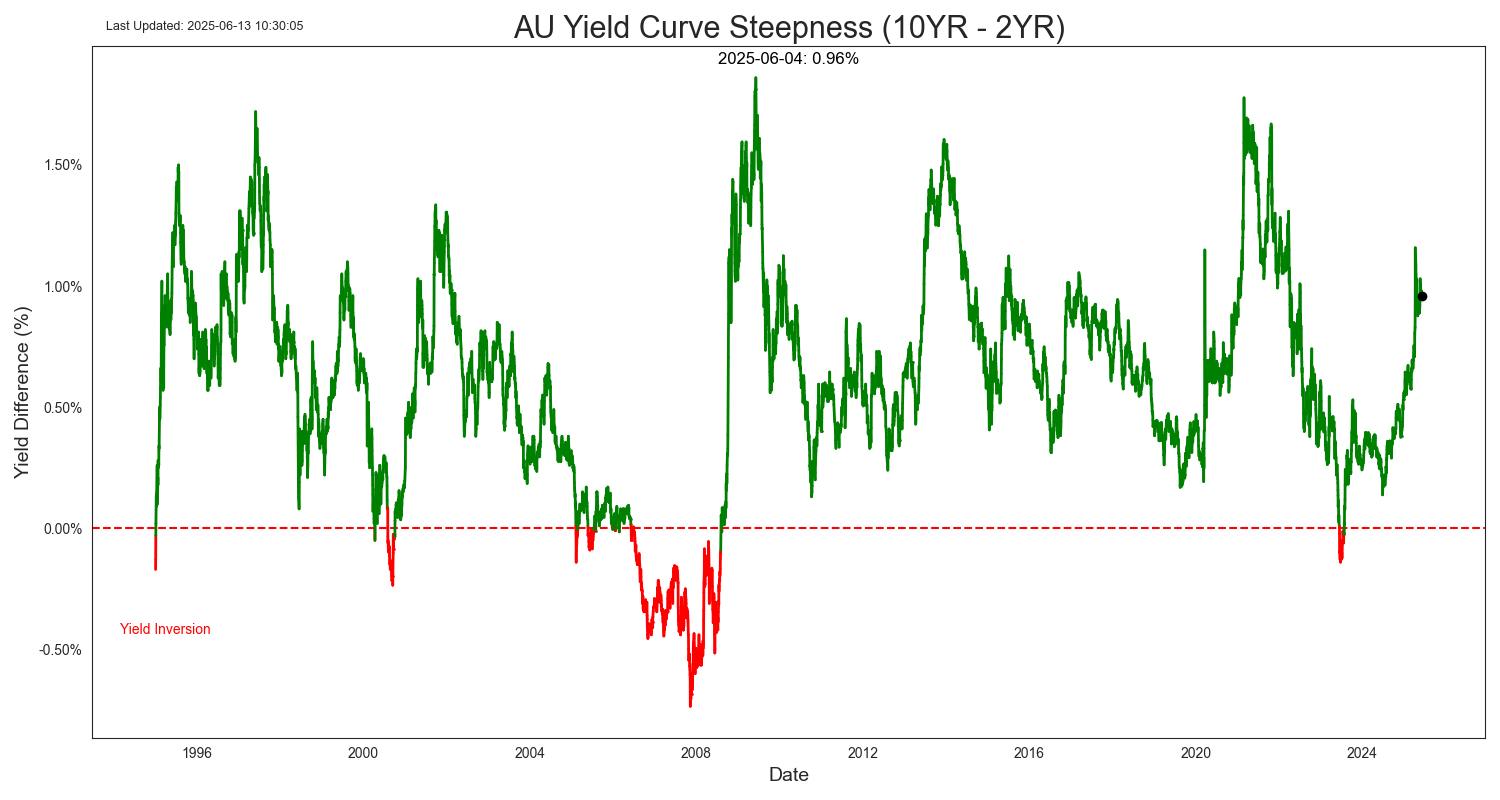 Last Updated: 2025-06-13 10:30:05
AU Yield Curve Steepness (10YR - 2YR)
2025-06-04: 0.96%
Yield Difference (%)
1.50%
1.00%
0.50%
0.00%
-0.50%
Yield Inversion
1996
2000
2004
2008
2012
2016
2020
2024
Date